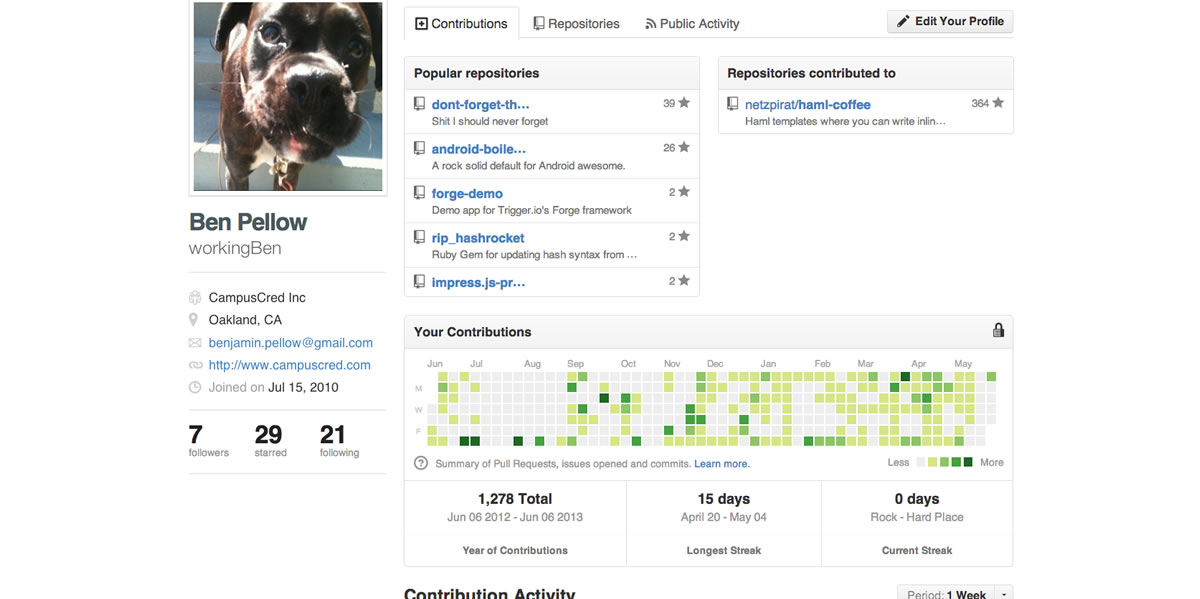 Contributions
Repositories
Public Activity
Edit Your Profile
Ben Pellow
workingBen
CampusCred Inc
Oakland, CA
benjamin.pellow@gmail.com
http://www.campuscred.com
Joined on Jul 15, 2010
7 29 21
followers starred following
Popular repositories
dont-forget-th… 39
Shit I should never forget
android-boile… 26
A rock solid default for Android awesome.
forge-demo 2
Demo app for Trigger.io's Forge framework
rip_hashrocket 2
Ruby Gem for updating hash syntax from …
impress.js-pr… 2
Repositories contributed to
netzpirat/haml-coffee 364
Haml templates where you can write inlin…
Your Contributions
Jun Jul Aug Sep Oct Nov Dec Jan Feb Mar Apr May
M
W
F
? Summary of Pull Requests, issues opened and commits. Learn more.
Less More
1,278 Total
Jun 06 2012 - Jun 06 2013
Year of Contributions
15 days
April 20 - May 04
Longest Streak
0 days
Rock - Hard Place
Current Streak
Contribution Activity
Period: 1 Week